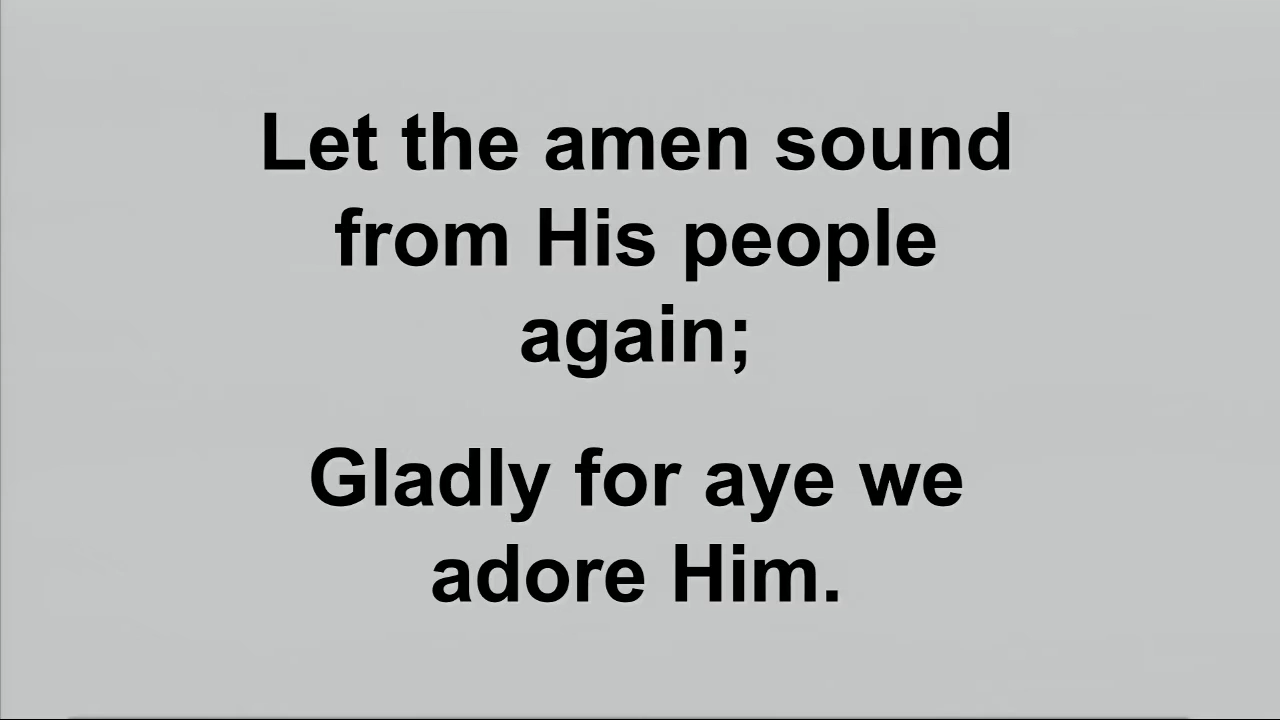 Let the amen sound
from His people
again;
Gladly for aye we
adore Him.